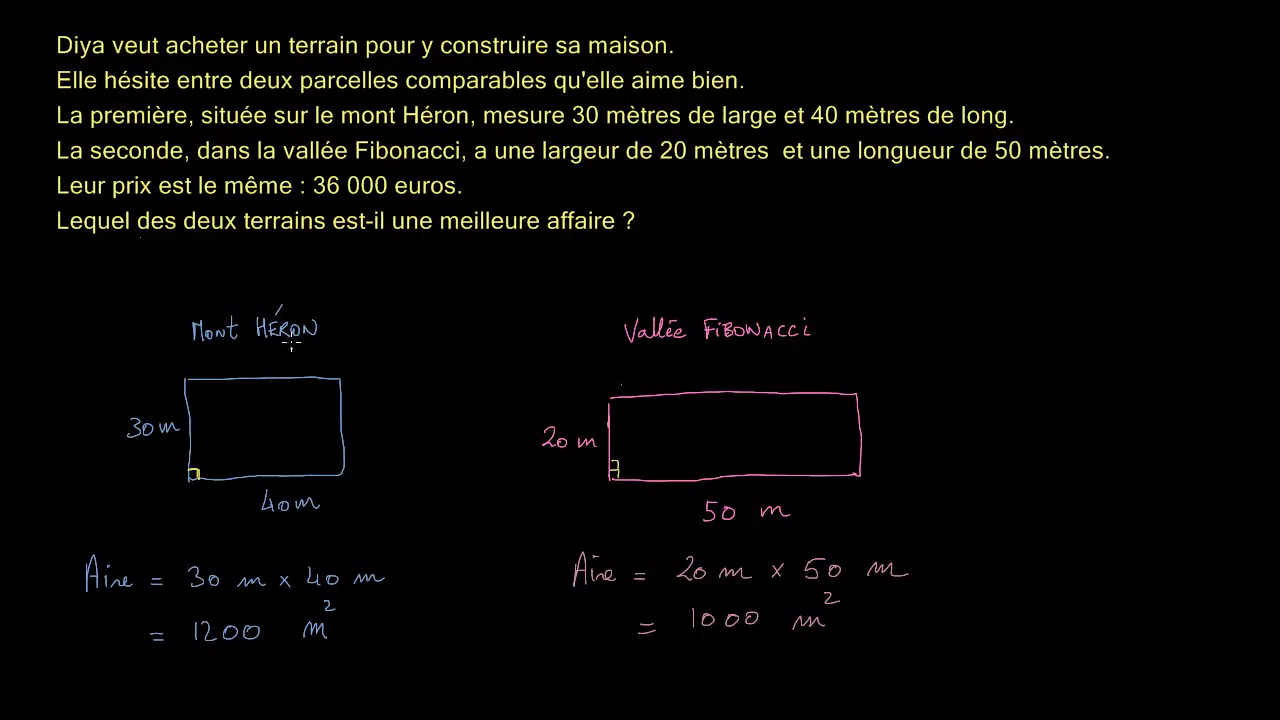 Diya veut acheter un terrain pour y construire sa maison.
Elle hésite entre deux parcelles comparables qu'elle aime bien.
La première, située sur le mont Héron, mesure 30 mètres de large et 40 mètres de long.
La seconde, dans la vallée Fibonacci, a une largeur de 20 mètres et une longueur de 50 mètres.
Leur prix est le même : 36 000 euros.
Lequel des deux terrains est-il une meilleure affaire ?
Mont HÉRON
30 m
40 m
Aire = 30 m × 40 m
= 1200 m²
Vallée FiBONACCi
20 m
50 m
Aire = 20 m × 50 m
= 1000 m²